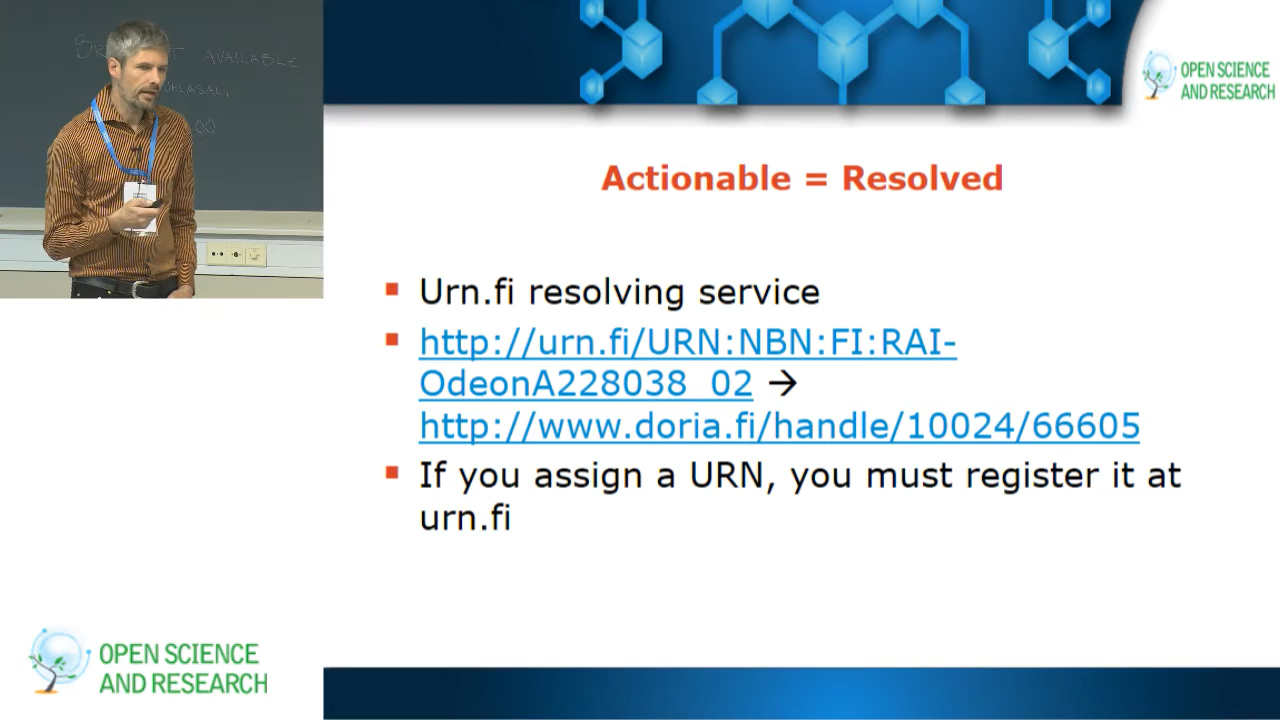 AVAILABLE
OPEN SCIENCE
AND RESEARCH
Actionable = Resolved
Urn.fi resolving service
http://urn.fi/URN:NBN:FI:RAI-
OdeonA228038_02 →
http://www.doria.fi/handle/10024/66605
If you assign a URN, you must register it at
urn.fi
OPEN SCIENCE
AND RESEARCH